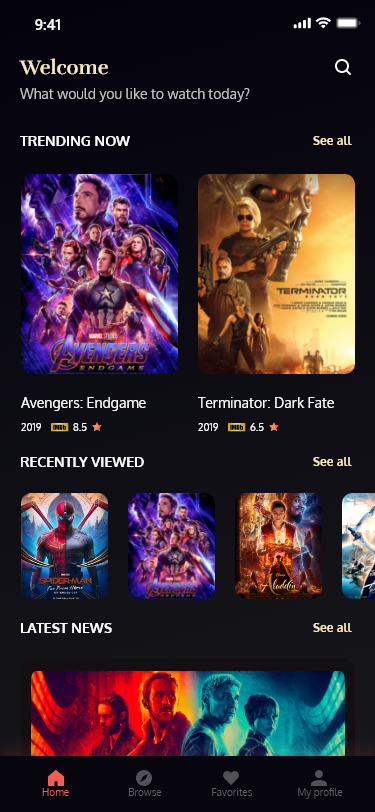 9:41
Welcome
What would you like to watch today?
TRENDING NOW
See all
MARVEL STUDIOS
AVENGERS
ENDGAME
TERMINATOR
DARK FATE
Avengers: Endgame
Terminator: Dark Fate
2019 IMDb 8.5
2019 IMDb 6.5
RECENTLY VIEWED
See all
SPIDER-MAN
Far From Home
AVENGERS
Aladdin
LATEST NEWS
See all
Home
Browse
Favorites
My profile